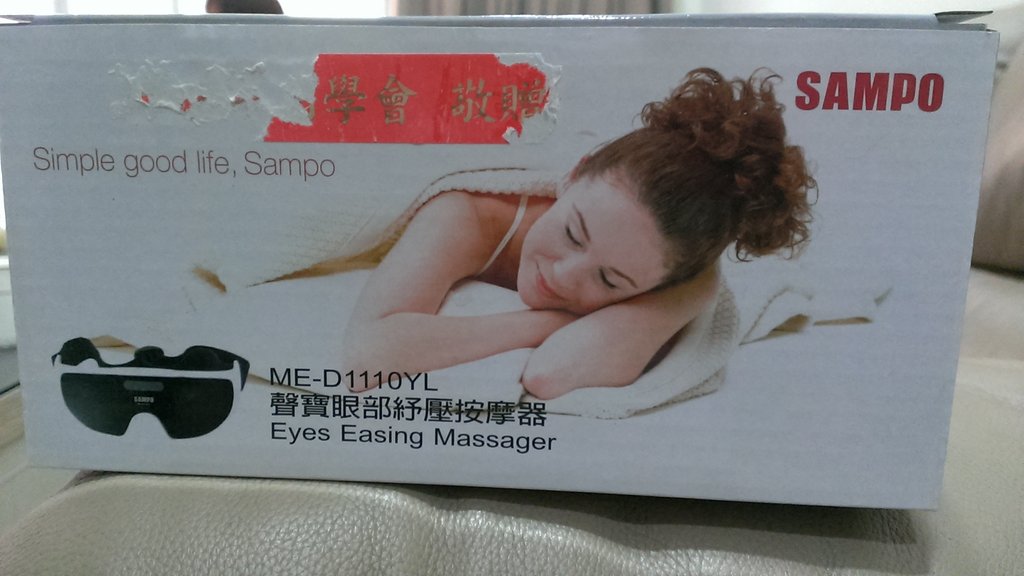 學會 敬贈
SAMPO
Simple good life, Sampo
SAMPO
ME-D1110YL
聲寶眼部紓壓按摩器
Eyes Easing Massager